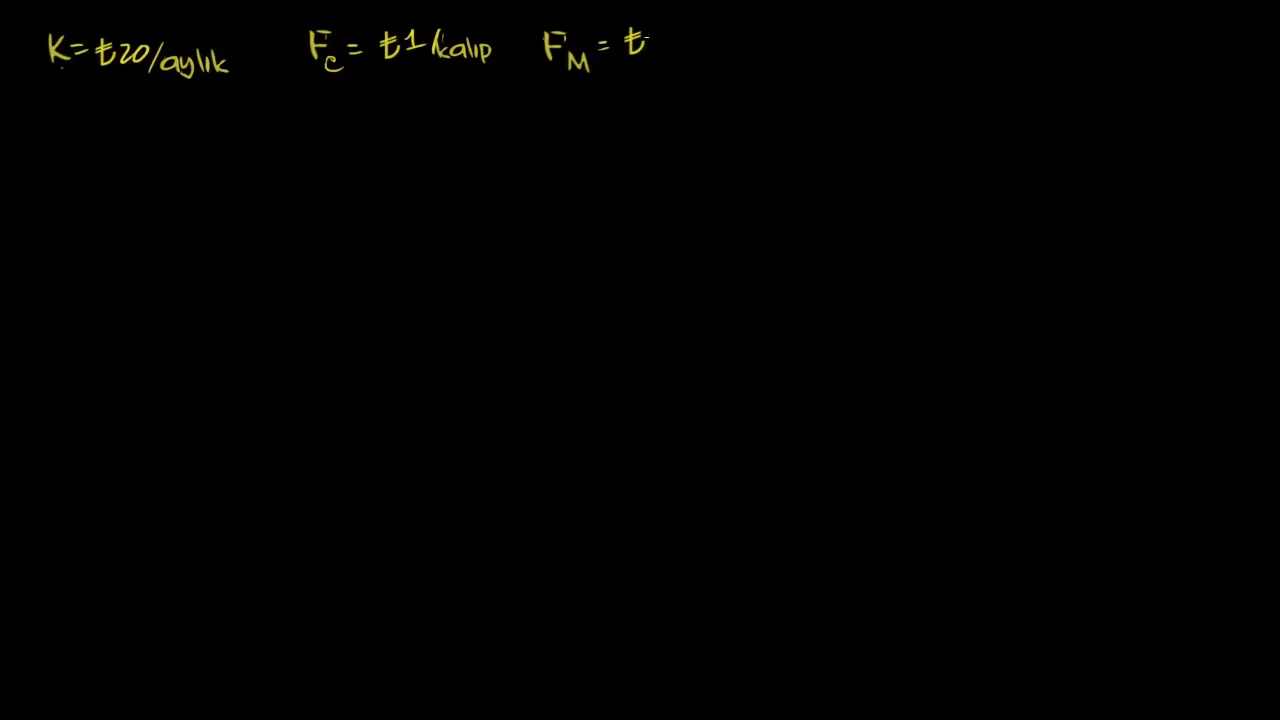 K = ₺20/aylık F_C = ₺1/kalıp F_M = ₺